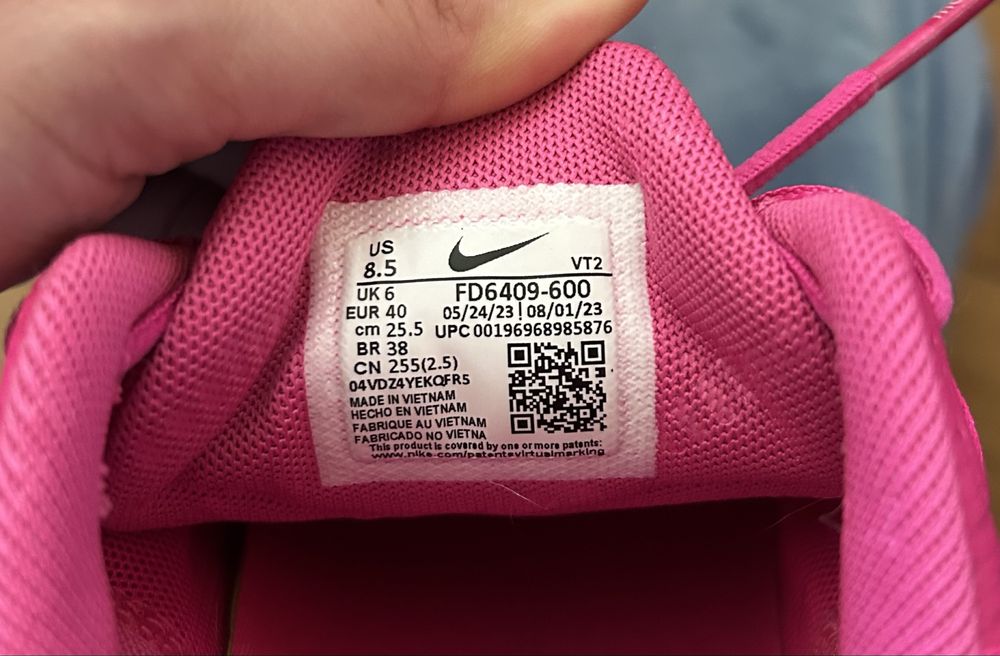 US
8.5
VT2
UK 6
FD6409-600
EUR 40
05/24/23 | 08/01/23
cm 25.5
UPC 00196968985876
BR 38
CN 255(2.5)
04VDZ4YEKQFR5
MADE IN VIETNAM
HECHO EN VIETNAM
FABRIQUE AU VIETNAM
FABRICADO NO VIETNA
This product is covered by one or more patents:
www.nike.com/patentsvirtualmarking